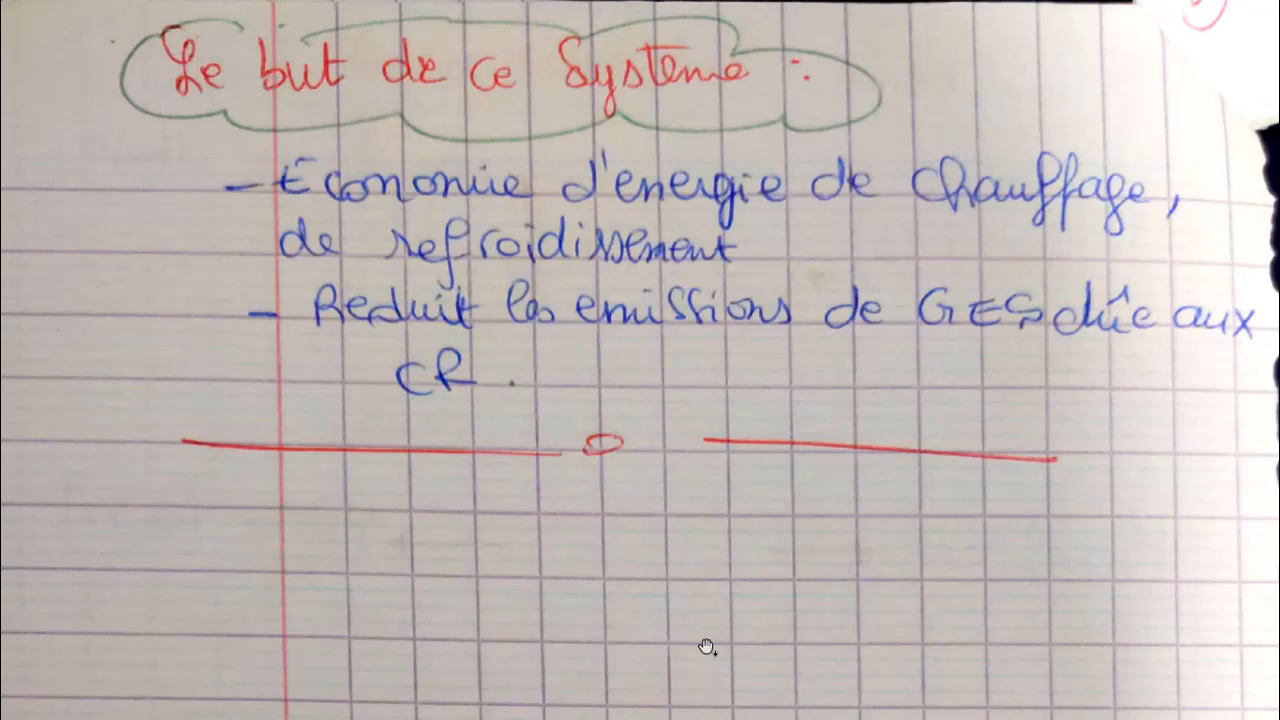 Le but de ce Système :
- Economie d'energie de chauffage,
de refroidissement
- Reduit les emissions de GES dûe aux
CR.